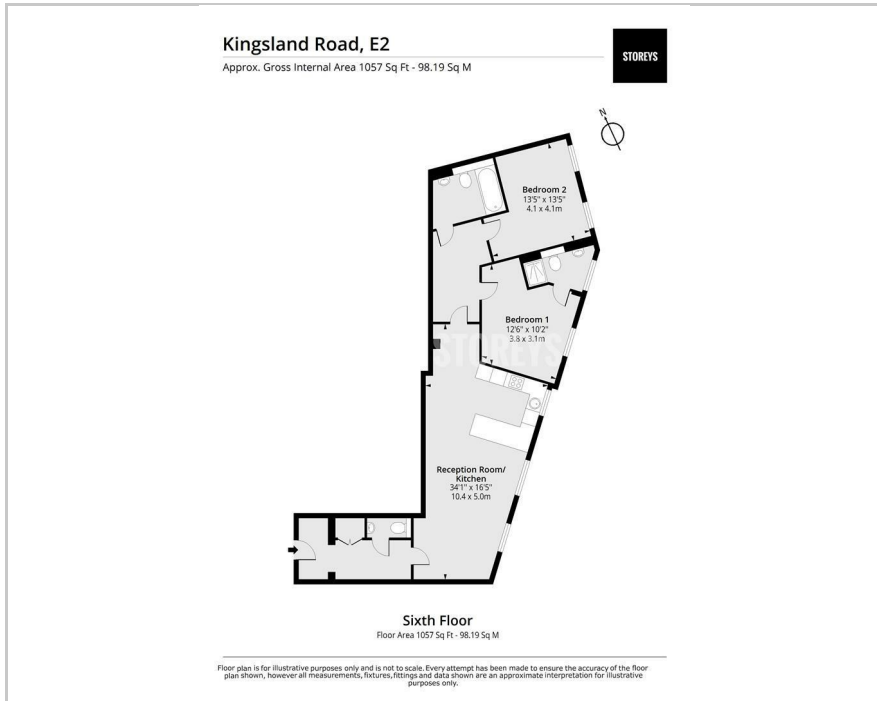 Kingsland Road, E2
Approx. Gross Internal Area 1057 Sq Ft - 98.19 Sq M
STOREYS
N
Bedroom 2
13'5" x 13'5"
4.1 x 4.1m
Bedroom 1
12'6" x 10'2"
3.8 x 3.1m
STOREYS
Reception Room/
Kitchen
34'1" x 16'5"
10.4 x 5.0m
Sixth Floor
Floor Area 1057 Sq Ft - 98.19 Sq M
Floor plan is for illustrative purposes only and is not to scale. Every attempt has been made to ensure the accuracy of the floor
plan shown, however all measurements, fixtures, fittings and data shown are an approximate interpretation for illustrative
purposes only.